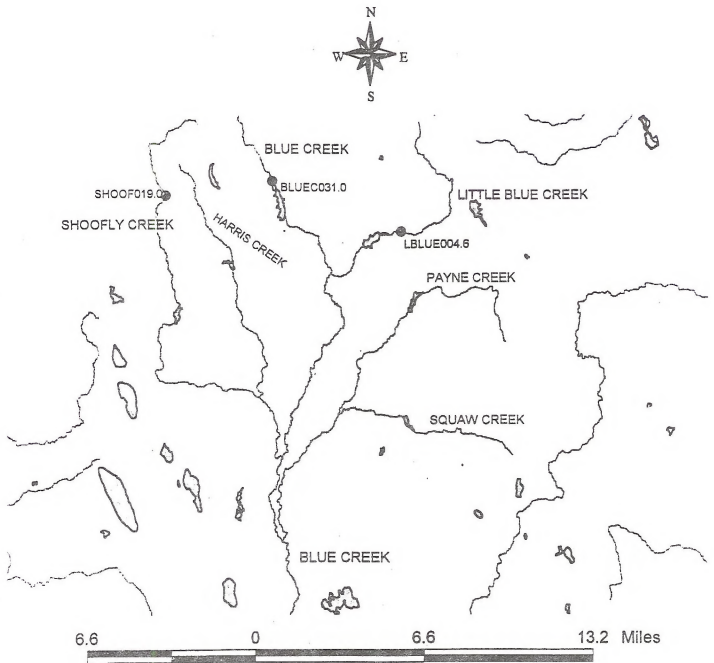 N
W E
S
BLUE CREEK
SHOOF019.0
BLUEC031.0
LITTLE BLUE CREEK
SHOOFLY CREEK
HARRIS CREEK
LBLUE004.6
PAYNE CREEK
SQUAW CREEK
BLUE CREEK
6.6 0 6.6 13.2 Miles